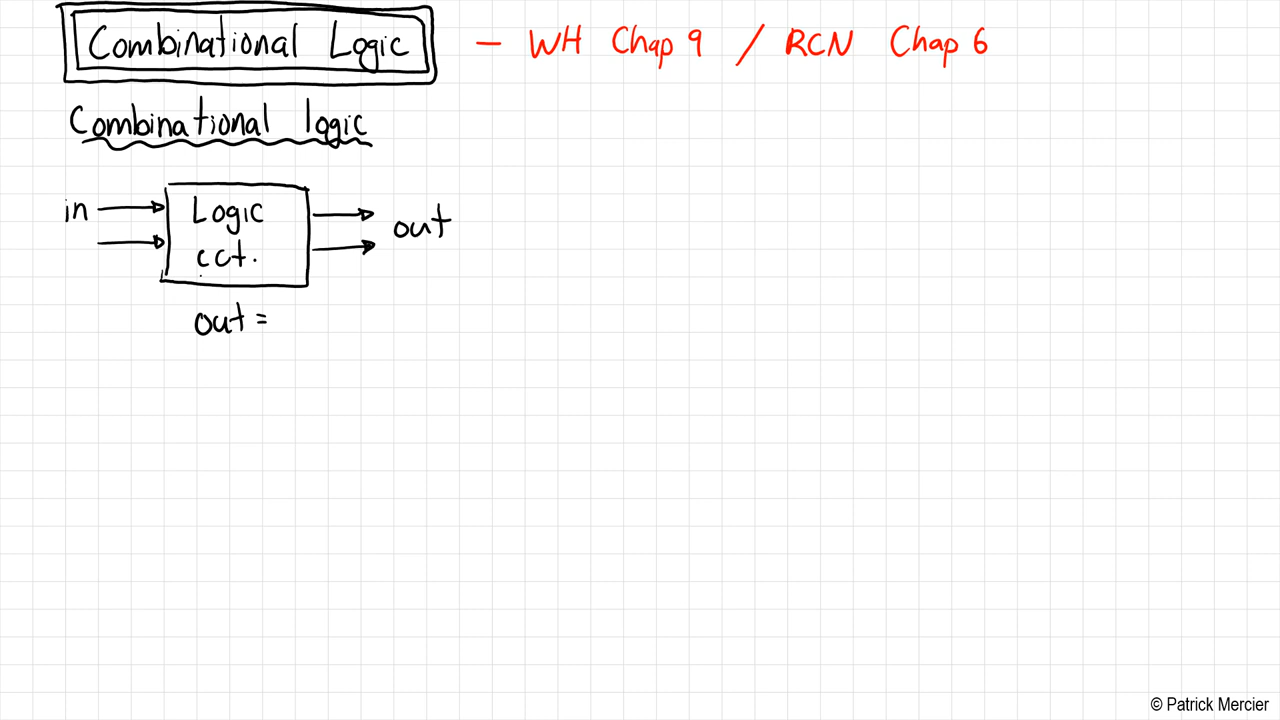 Combinational Logic - WH Chap 9 / RCN Chap 6
Combinational logic
in
Logic
cct.
out
out =
© Patrick Mercier